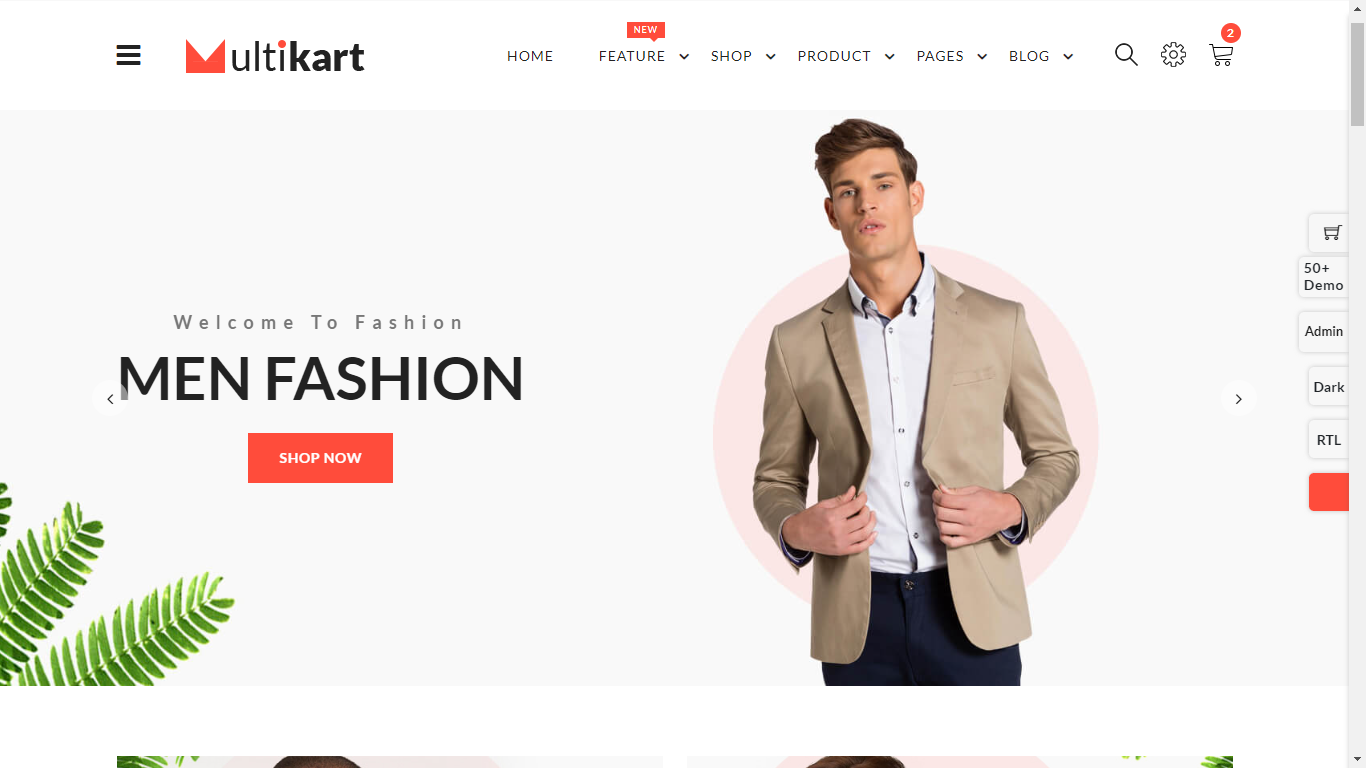 NEW
Multikart
HOME FEATURE SHOP PRODUCT PAGES BLOG
2
50+
Demo
Admin
Welcome To Fashion
MEN FASHION
Dark
RTL
SHOP NOW